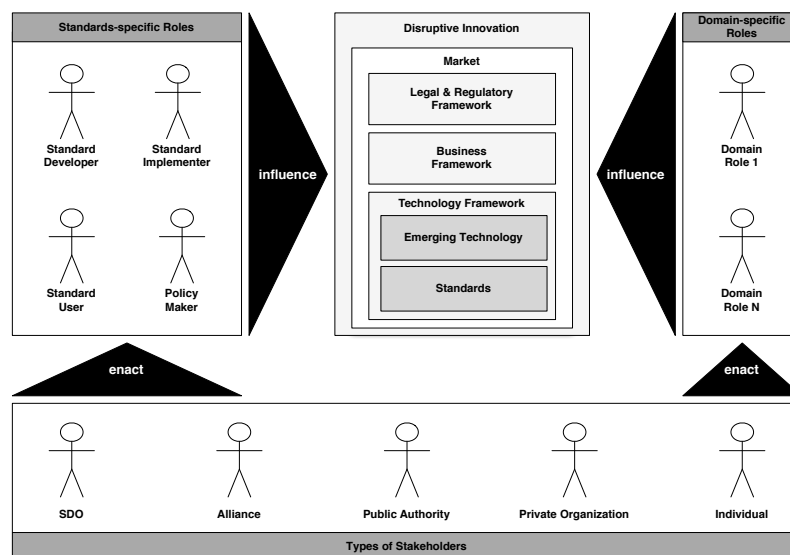 Standards-specific Roles
Standard
Developer
Standard
Implementer
Standard
User
Policy
Maker
influence
Disruptive Innovation
Market
Legal & Regulatory
Framework
Business
Framework
Technology Framework
Emerging Technology
Standards
influence
Domain-specific
Roles
Domain
Role 1
Domain
Role N
enact
enact
SDO
Alliance
Public Authority
Private Organization
Individual
Types of Stakeholders